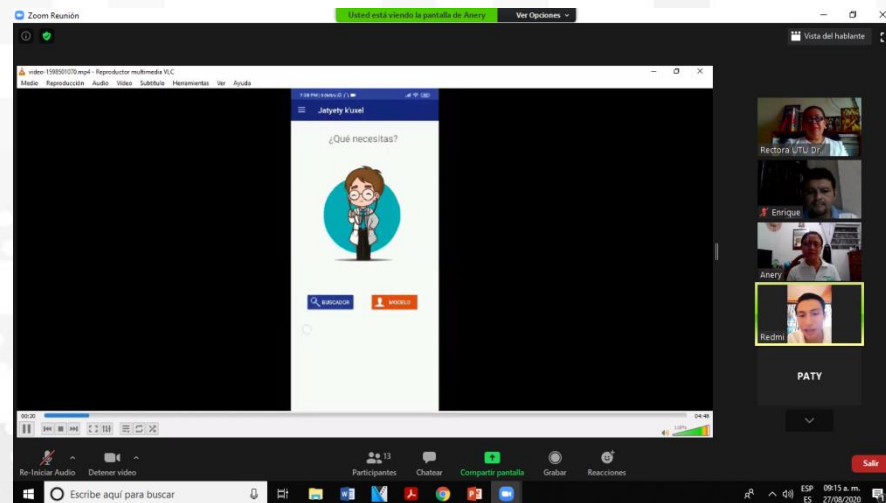 Zoom Reunión
Usted está viendo la pantalla de Anery
Ver Opciones
Vista del hablante
video-1598501070.mp4 - Reproductor multimedia VLC
Medio Reproducción Audio Vídeo Subtítulo Herramientas Ver Ayuda
Jatyety k'uxel
¿Qué necesitas?
BUSCADOR
MODELO
Rectora UTU Dr...
Enrique
Anery
Redmi
PATY
00:20
04:48
Re-Iniciar Audio
Detener video
Participantes
13
Chatear
Compartir pantalla
Grabar
Reacciones
Salir
Escribe aquí para buscar
ESP
ES
09:15 a. m.
27/08/2020